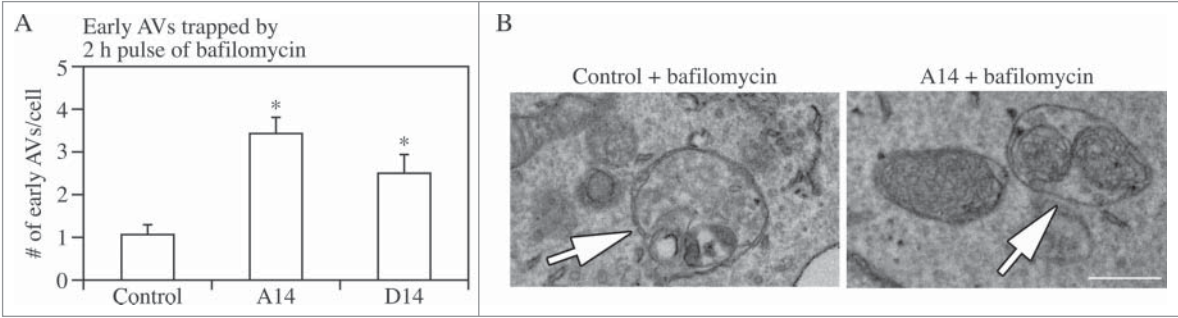 A
Early AVs trapped by
2 h pulse of bafilomycin
# of early AVs/cell
5
4
3
2
1
0
*
*
Control
A14
D14
B
Control + bafilomycin
A14 + bafilomycin